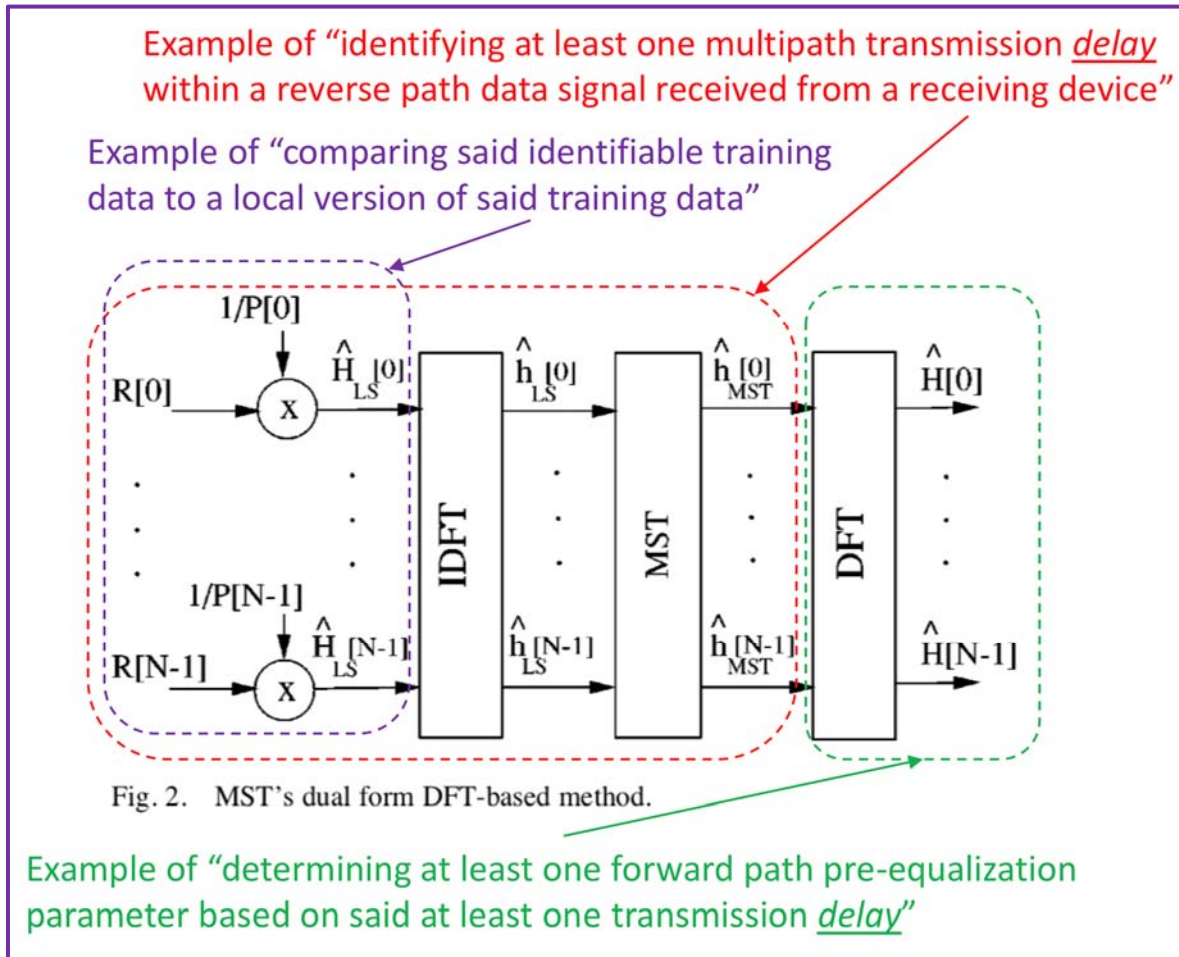 Example of “identifying at least one multipath transmission delay
within a reverse path data signal received from a receiving device”
Example of “comparing said identifiable training
data to a local version of said training data”
1/P[0]
R[0]
X
^
H [0]
LS
^
h [0]
LS
^
h [0]
MST
^
H[0]
IDFT
MST
DFT
1/P[N-1]
R[N-1]
X
^
H [N-1]
LS
^
h [N-1]
LS
^
h [N-1]
MST
^
H[N-1]
Fig. 2. MST's dual form DFT-based method.
Example of “determining at least one forward path pre-equalization
parameter based on said at least one transmission delay”